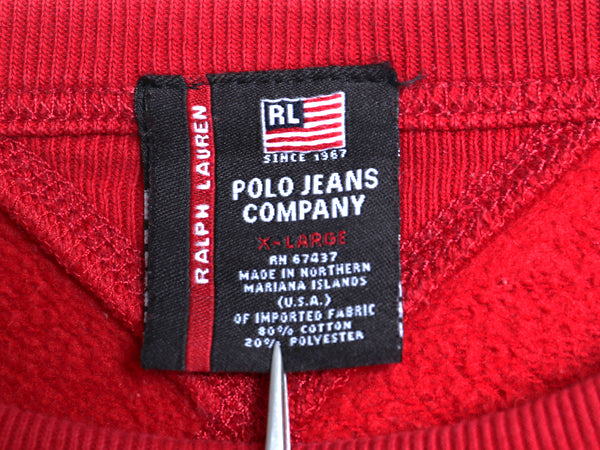 RALPH LAUREN
RL
SINCE 1967
POLO JEANS
COMPANY
X-LARGE
RN 67437
MADE IN NORTHERN
MARIANA ISLANDS
(U.S.A.)
OF IMPORTED FABRIC
80% COTTON
20% POLYESTER